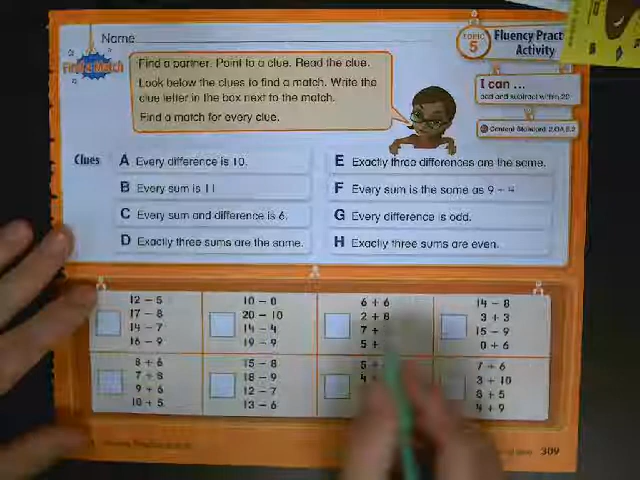 Name
TOPIC 5
Fluency Pract
Activity
Find a Match
Find a partner. Point to a clue. Read the clue.
Look below the clues to find a match. Write the
clue letter in the box next to the match.
Find a match for every clue.
I can ...
add and subtract within 20.
Content Standard 2.OA.B.2
Clues
A Every difference is 10.
B Every sum is 11
C Every sum and difference is 6.
D Exactly three sums are the same.
E Exactly three differences are the same.
F Every sum is the same as 9 + 4
G Every difference is odd.
H Exactly three sums are even.
12 − 5
17 − 8
14 − 7
16 − 9
10 − 0
20 − 10
14 − 4
19 − 9
6 + 6
2 + 8
7 +
5 +
14 − 8
3 + 3
15 − 9
0 + 6
8 + 6
7 + 8
9 + 6
10 + 5
15 − 8
18 − 9
12 − 7
13 − 6
5 +
4
7 + 6
3 + 10
8 + 5
4 + 9
309